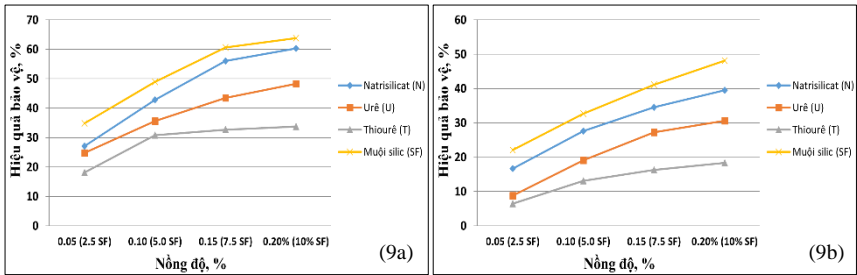 70
60
50
40
30
20
10
0
Hiệu quả bảo vệ, %
0.05 (2.5 SF) 0.10 (5.0 SF) 0.15 (7.5 SF) 0.20% (10% SF)
Nồng độ, %
Natrisilicat (N)
Urê (U)
Thiourê (T)
Muội silic (SF)
(9a)
60
50
40
30
20
10
0
Hiệu quả bảo vệ, %
0.05 (2.5 SF) 0.10 (5.0 SF) 0.15 (7.5 SF) 0.20% (10% SF)
Nồng độ, %
Natrisilicat (N)
Urê (U)
Thiourê (T)
Muội silic (SF)
(9b)